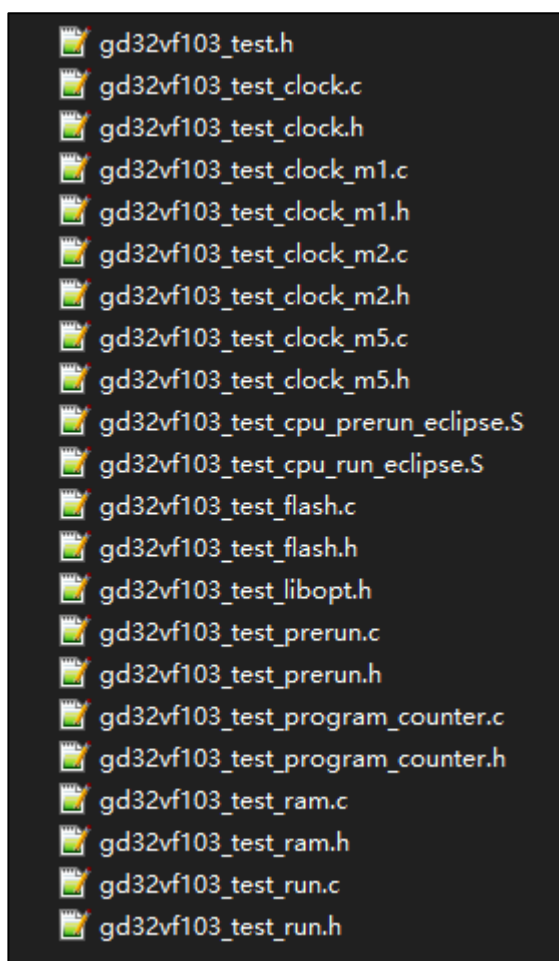 gd32vf103_test.h
gd32vf103_test_clock.c
gd32vf103_test_clock.h
gd32vf103_test_clock_m1.c
gd32vf103_test_clock_m1.h
gd32vf103_test_clock_m2.c
gd32vf103_test_clock_m2.h
gd32vf103_test_clock_m5.c
gd32vf103_test_clock_m5.h
gd32vf103_test_cpu_prerun_eclipse.S
gd32vf103_test_cpu_run_eclipse.S
gd32vf103_test_flash.c
gd32vf103_test_flash.h
gd32vf103_test_libopt.h
gd32vf103_test_prerun.c
gd32vf103_test_prerun.h
gd32vf103_test_program_counter.c
gd32vf103_test_program_counter.h
gd32vf103_test_ram.c
gd32vf103_test_ram.h
gd32vf103_test_run.c
gd32vf103_test_run.h